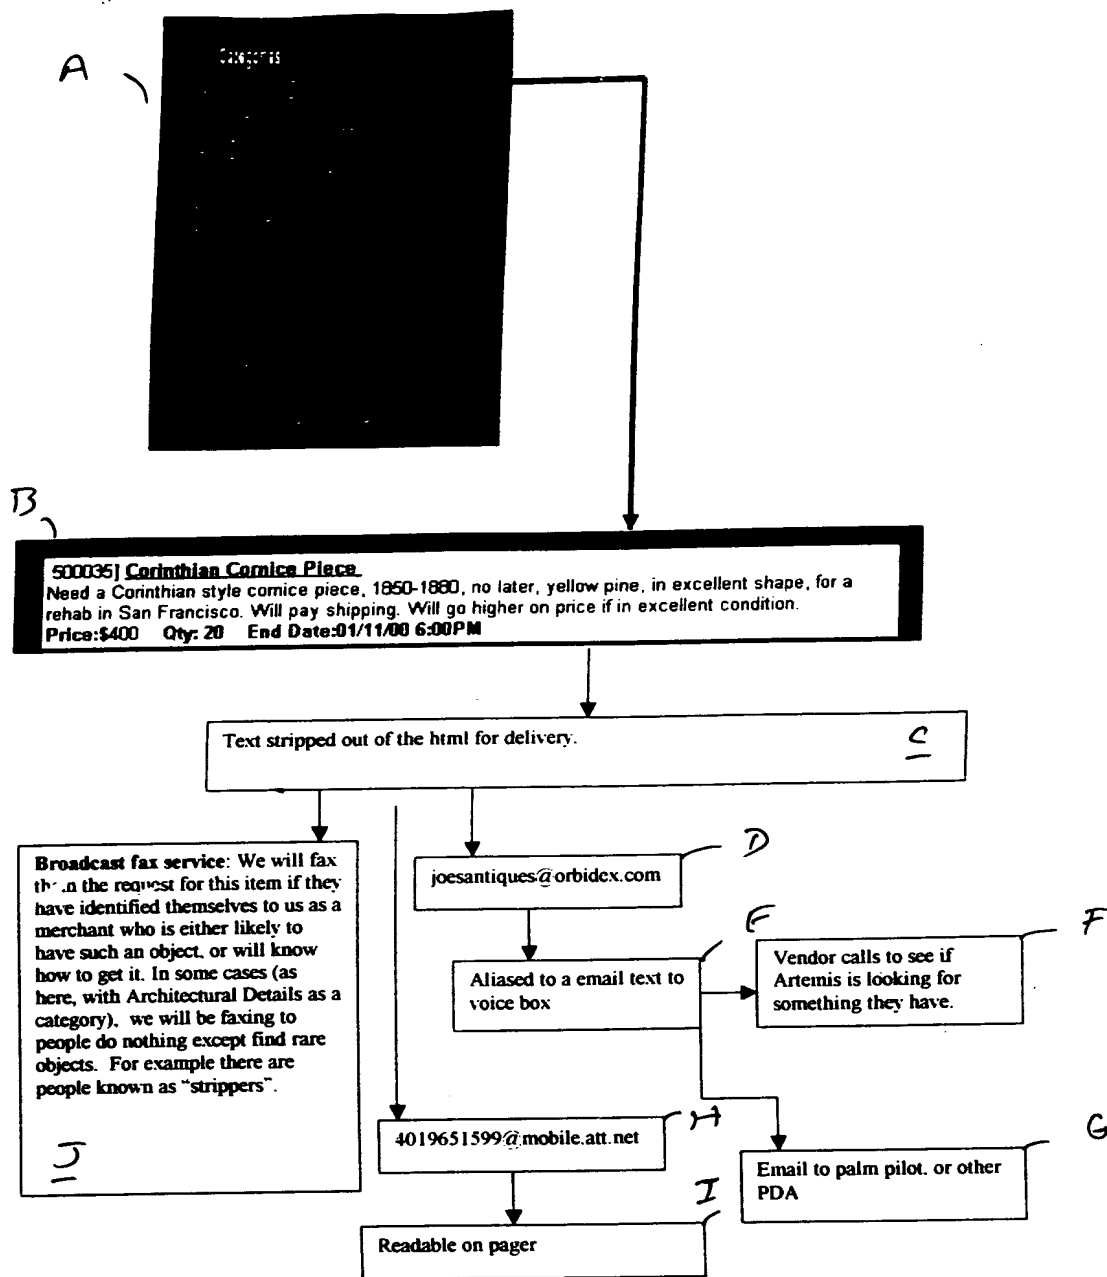 A
Categories
B
500035] Corinthian Cornice Piece
Need a Corinthian style cornice piece, 1850-1880, no later, yellow pine, in excellent shape, for a
rehab in San Francisco. Will pay shipping. Will go higher on price if in excellent condition.
Price:$400 Qty: 20 End Date:01/11/00 6:00PM
Text stripped out of the html for delivery.
C
Broadcast fax service: We will fax
the request for this item if they
have identified themselves to us as a
merchant who is either likely to
have such an object, or will know
how to get it. In some cases (as
here, with Architectural Details as a
category), we will be faxing to
people do nothing except find rare
objects. For example there are
people known as "strippers".
J
joesantiques@orbidex.com
D
Aliased to a email text to
voice box
E
Vendor calls to see if
Artemis is looking for
something they have.
F
4019651599@mobile.att.net
H
Email to palm pilot. or other
PDA
G
Readable on pager
I